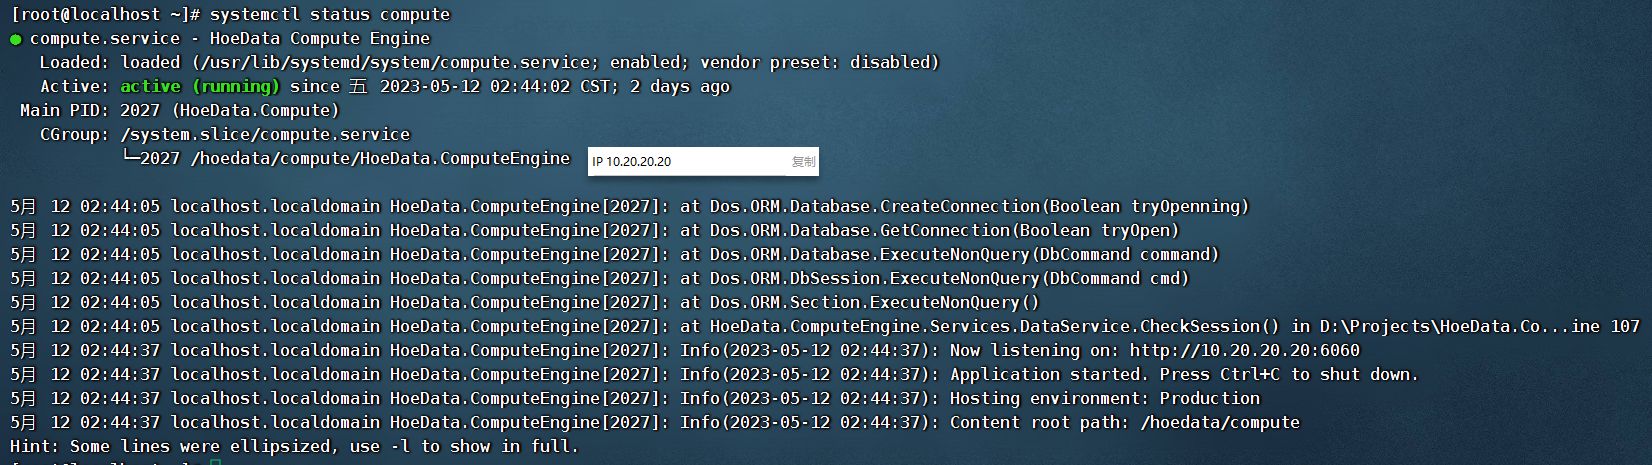 [root@localhost ~]# systemctl status compute
● compute.service - HoeData Compute Engine
Loaded: loaded (/usr/lib/systemd/system/compute.service; enabled; vendor preset: disabled)
Active: active (running) since 五 2023-05-12 02:44:02 CST; 2 days ago
Main PID: 2027 (HoeData.Compute)
CGroup: /system.slice/compute.service
└─2027 /hoedata/compute/HoeData.ComputeEngine
IP 10.20.20.20 复制
5月 12 02:44:05 localhost.localdomain HoeData.ComputeEngine[2027]: at Dos.ORM.Database.CreateConnection(Boolean tryOpenning)
5月 12 02:44:05 localhost.localdomain HoeData.ComputeEngine[2027]: at Dos.ORM.Database.GetConnection(Boolean tryOpen)
5月 12 02:44:05 localhost.localdomain HoeData.ComputeEngine[2027]: at Dos.ORM.Database.ExecuteNonQuery(DbCommand command)
5月 12 02:44:05 localhost.localdomain HoeData.ComputeEngine[2027]: at Dos.ORM.DbSession.ExecuteNonQuery(DbCommand cmd)
5月 12 02:44:05 localhost.localdomain HoeData.ComputeEngine[2027]: at Dos.ORM.Section.ExecuteNonQuery()
5月 12 02:44:05 localhost.localdomain HoeData.ComputeEngine[2027]: at HoeData.ComputeEngine.Services.DataService.CheckSession() in D:\Projects\HoeData.Co...ine 107
5月 12 02:44:37 localhost.localdomain HoeData.ComputeEngine[2027]: Info(2023-05-12 02:44:37): Now listening on: http://10.20.20.20:6060
5月 12 02:44:37 localhost.localdomain HoeData.ComputeEngine[2027]: Info(2023-05-12 02:44:37): Application started. Press Ctrl+C to shut down.
5月 12 02:44:37 localhost.localdomain HoeData.ComputeEngine[2027]: Info(2023-05-12 02:44:37): Hosting environment: Production
5月 12 02:44:37 localhost.localdomain HoeData.ComputeEngine[2027]: Info(2023-05-12 02:44:37): Content root path: /hoedata/compute
Hint: Some lines were ellipsized, use -l to show in full.